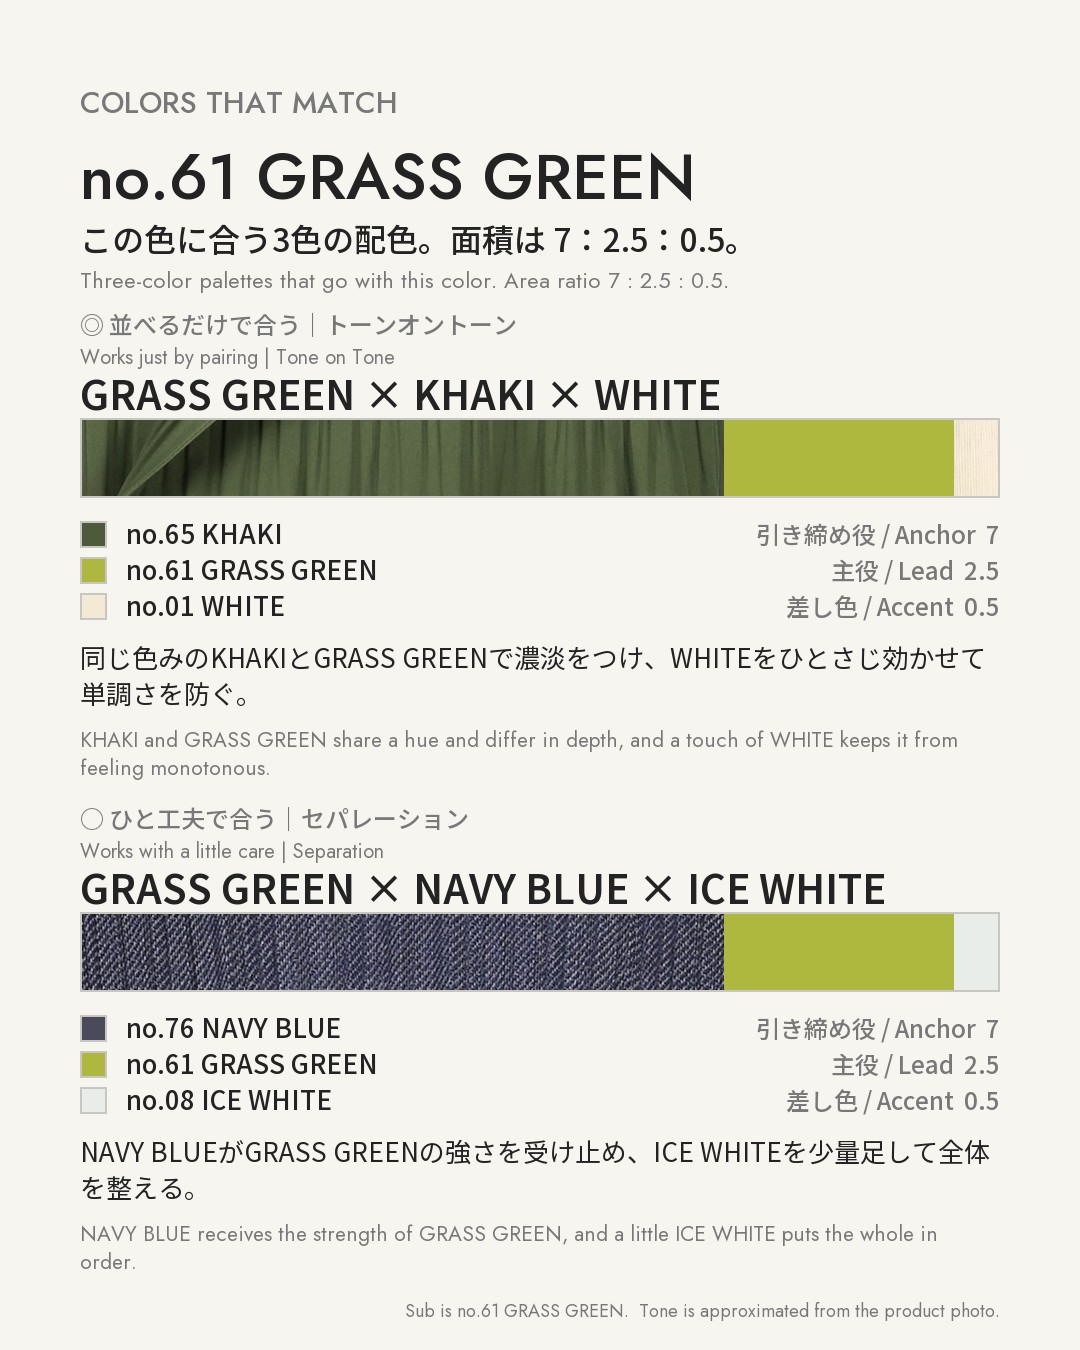 COLORS THAT MATCH
no.61 GRASS GREEN
この色に合う3色の配色。面積は 7：2.5：0.5。
Three-color palettes that go with this color. Area ratio 7 : 2.5 : 0.5.
◎ 並べるだけで合う｜トーンオントーン
Works just by pairing | Tone on Tone
GRASS GREEN × KHAKI × WHITE
no.65 KHAKI 引き締め役 / Anchor 7
no.61 GRASS GREEN 主役 / Lead 2.5
no.01 WHITE 差し色 / Accent 0.5
同じ色みのKHAKIとGRASS GREENで濃淡をつけ、WHITEをひとさじ効かせて
単調さを防ぐ。
KHAKI and GRASS GREEN share a hue and differ in depth, and a touch of WHITE keeps it from
feeling monotonous.
○ ひと工夫で合う｜セパレーション
Works with a little care | Separation
GRASS GREEN × NAVY BLUE × ICE WHITE
no.76 NAVY BLUE 引き締め役 / Anchor 7
no.61 GRASS GREEN 主役 / Lead 2.5
no.08 ICE WHITE 差し色 / Accent 0.5
NAVY BLUEがGRASS GREENの強さを受け止め、ICE WHITEを少量足して全体
を整える。
NAVY BLUE receives the strength of GRASS GREEN, and a little ICE WHITE puts the whole in
order.
Sub is no.61 GRASS GREEN. Tone is approximated from the product photo.